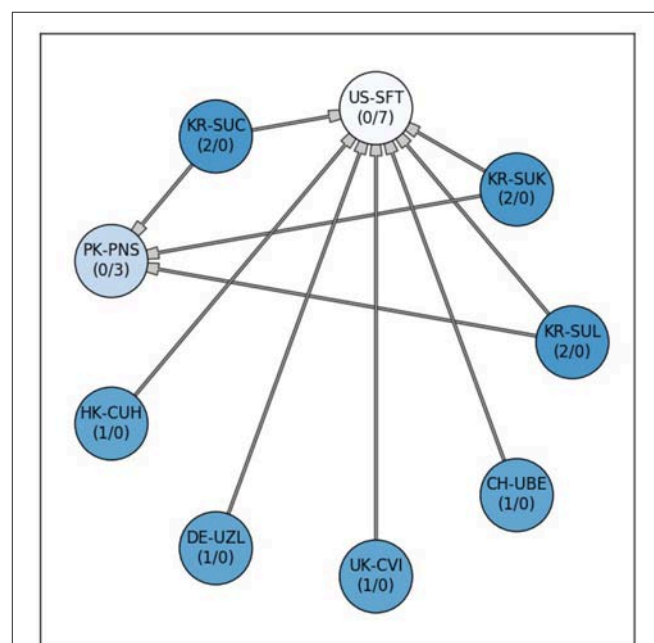 US-SFT
(0/7)
KR-SUC
(2/0)
KR-SUK
(2/0)
PK-PNS
(0/3)
KR-SUL
(2/0)
HK-CUH
(1/0)
CH-UBE
(1/0)
DE-UZL
(1/0)
UK-CVI
(1/0)